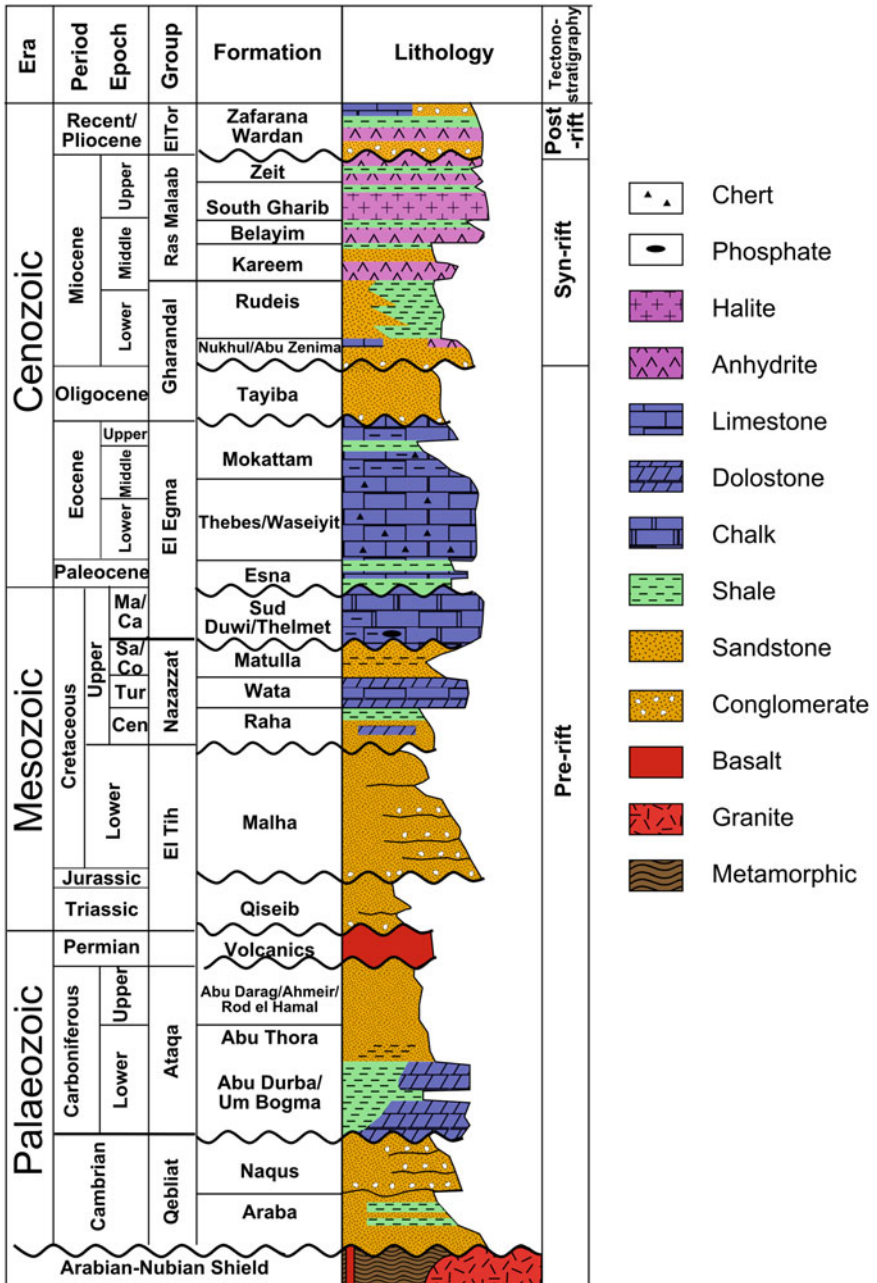 Era
Period
Epoch
Group
Formation
Lithology
Tectono-
stratigraphy
Cenozoic
Mesozoic
Palaeozoic
Recent/
Pliocene
Miocene
Upper
Middle
Lower
Oligocene
Eocene
Upper
Middle
Lower
Paleocene
Cretaceous
Upper
Ma/
Ca
Sa/
Co
Tur
Cen
Lower
Jurassic
Triassic
Permian
Carboniferous
Upper
Lower
Cambrian
ElTor
Ras Malaab
Gharandal
El Egma
Nazazzat
El Tih
Ataqa
Qebliat
Zafarana
Wardan
Zeit
South Gharib
Belayim
Kareem
Rudeis
Nukhul/Abu Zenima
Tayiba
Mokattam
Thebes/Waseiyit
Esna
Sud
Duwi/Thelmet
Matulla
Wata
Raha
Malha
Qiseib
Volcanics
Abu Darag/Ahmeir/
Rod el Hamal
Abu Thora
Abu Durba/
Um Bogma
Naqus
Araba
Arabian-Nubian Shield
Post
-rift
Syn-rift
Pre-rift
Chert
Phosphate
Halite
Anhydrite
Limestone
Dolostone
Chalk
Shale
Sandstone
Conglomerate
Basalt
Granite
Metamorphic